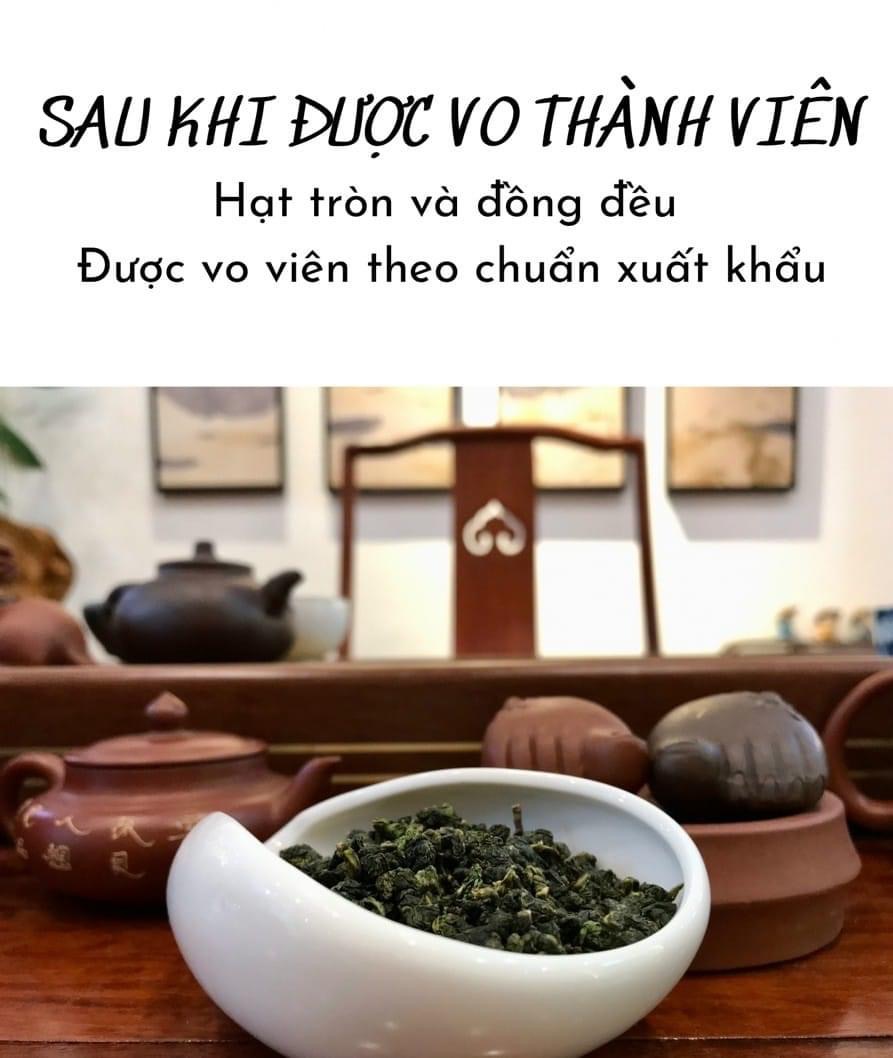 SAU KHI ĐƯỢC VO THÀNH VIÊN
Hạt tròn và đồng đều
Được vo viên theo chuẩn xuất khẩu